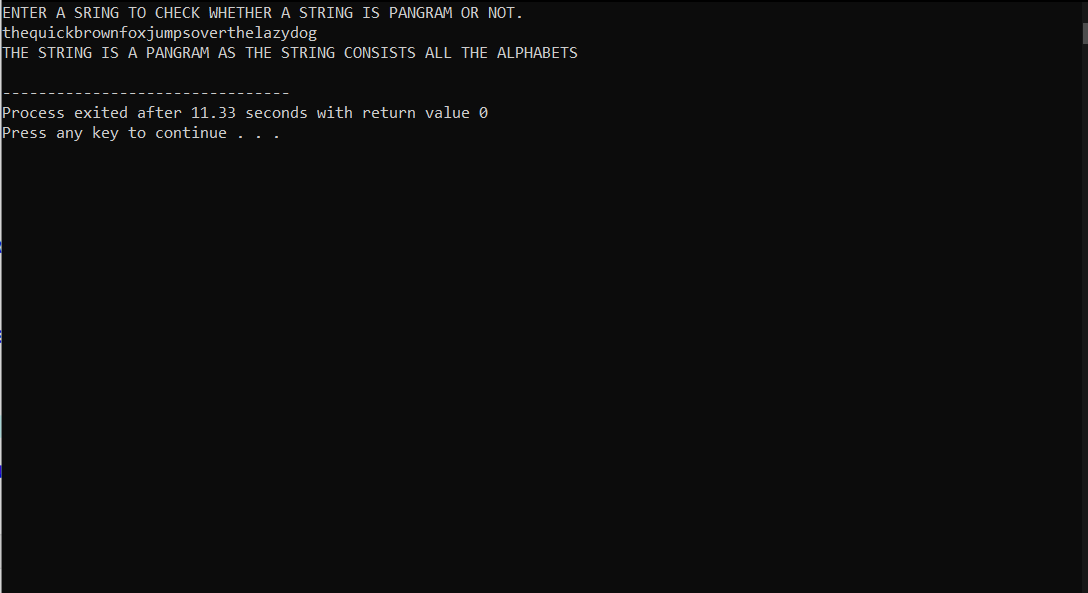 ENTER A SRING TO CHECK WHETHER A STRING IS PANGRAM OR NOT.
thequickbrownfoxjumpsoverthelazydog
THE STRING IS A PANGRAM AS THE STRING CONSISTS ALL THE ALPHABETS
--------------------------------
Process exited after 11.33 seconds with return value 0
Press any key to continue . . .